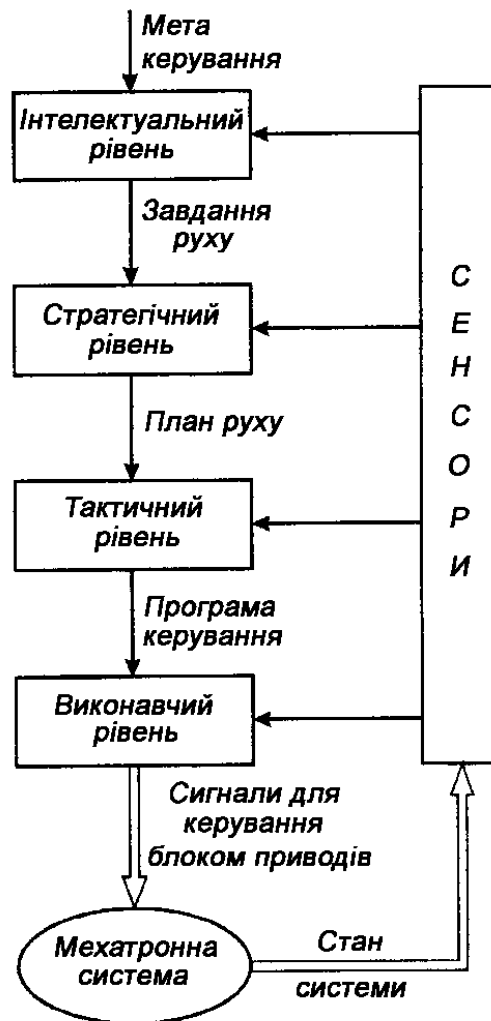 Мета
керування
Інтелектуальний
рівень
Завдання
руху
Стратегічний
рівень
План руху
Тактичний
рівень
Програма
керування
Виконавчий
рівень
Сигнали для
керування
блоком приводів
Мехатронна
система
Стан
системи
С
Е
Н
С
О
Р
И